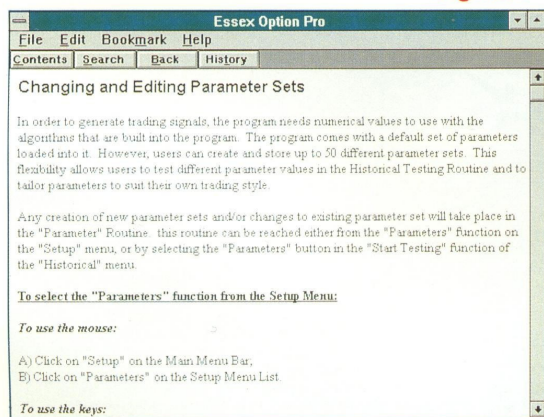 Essex Option Pro
File Edit Bookmark Help
Contents Search Back History
Changing and Editing Parameter Sets
In order to generate trading signals, the program needs numerical values to use with the
algorithms that are built into the program. The program comes with a default set of parameters
loaded into it. However, users can create and store up to 50 different parameter sets. This
flexibility allows users to test different parameter values in the Historical Testing Routine and to
tailor parameters to suit their own trading style.
Any creation of new parameter sets and/or changes to existing parameter set will take place in
the "Parameter" Routine. this routine can be reached either from the "Parameters" function on
the "Setup" menu, or by selecting the "Parameters" button in the "Start Testing" function of
the "Historical" menu.
To select the "Parameters" function from the Setup Menu:
To use the mouse:
A) Click on "Setup" on the Main Menu Bar;
B) Click on "Parameters" on the Setup Menu List.
To use the keys: